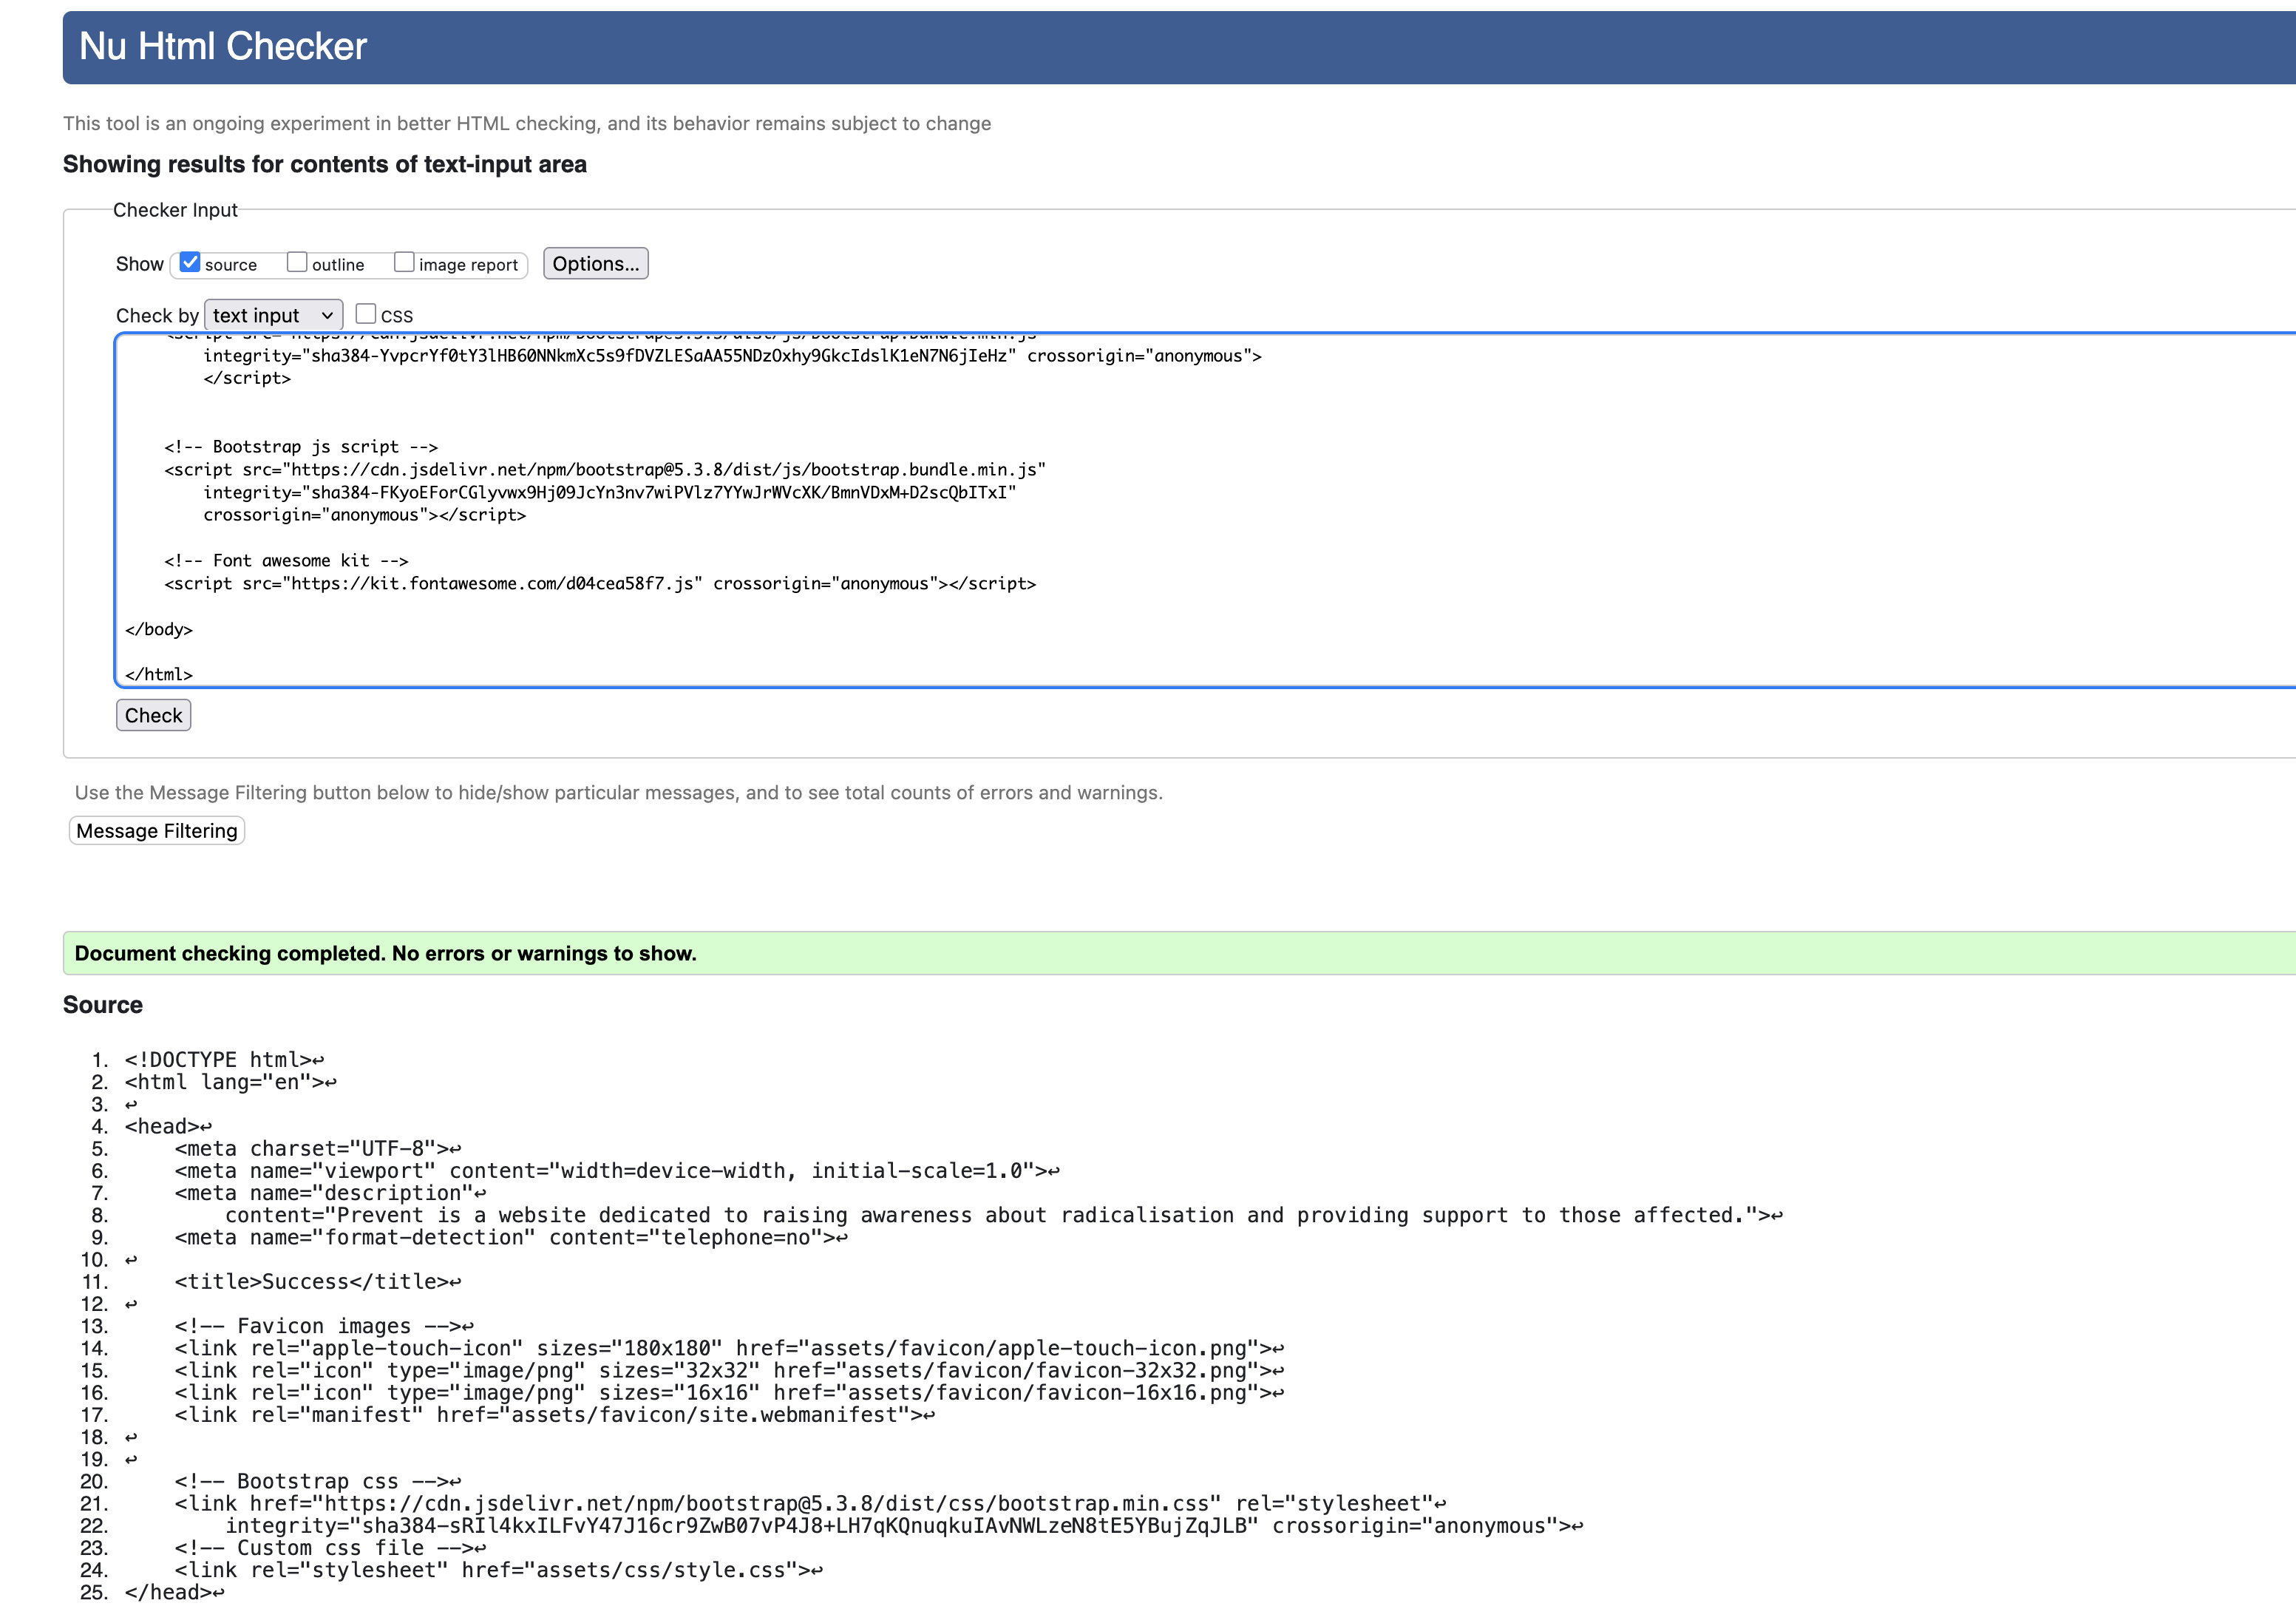 Nu Html Checker
This tool is an ongoing experiment in better HTML checking, and its behavior remains subject to change
Showing results for contents of text-input area
Checker Input
Show source outline image report Options...
Check by text input css
integrity="sha384-YvpcrYf0tY3lHB60NNkmXc5s9fDVZLESaAA55NDzOxhy9GkcIdslK1eN7N6jIeHz" crossorigin="anonymous">
</script>
<!-- Bootstrap js script -->
<script src="https://cdn.jsdelivr.net/npm/bootstrap@5.3.8/dist/js/bootstrap.bundle.min.js"
integrity="sha384-FKyoEForCGlyvwx9Hj09JcYn3nv7wiPVlz7YYwJrWVcXK/BmnVDxM+D2scQbITxI"
crossorigin="anonymous"></script>
<!-- Font awesome kit -->
<script src="https://kit.fontawesome.com/d04cea58f7.js" crossorigin="anonymous"></script>
</body>
</html>
Check
Use the Message Filtering button below to hide/show particular messages, and to see total counts of errors and warnings.
Message Filtering
Document checking completed. No errors or warnings to show.
Source
1. <!DOCTYPE html>↩
2. <html lang="en">↩
3. ↩
4. <head>↩
5. <meta charset="UTF-8">↩
6. <meta name="viewport" content="width=device-width, initial-scale=1.0">↩
7. <meta name="description"↩
8. content="Prevent is a website dedicated to raising awareness about radicalisation and providing support to those affected.">↩
9. <meta name="format-detection" content="telephone=no">↩
10. ↩
11. <title>Success</title>↩
12. ↩
13. <!-- Favicon images -->↩
14. <link rel="apple-touch-icon" sizes="180x180" href="assets/favicon/apple-touch-icon.png">↩
15. <link rel="icon" type="image/png" sizes="32x32" href="assets/favicon/favicon-32x32.png">↩
16. <link rel="icon" type="image/png" sizes="16x16" href="assets/favicon/favicon-16x16.png">↩
17. <link rel="manifest" href="assets/favicon/site.webmanifest">↩
18. ↩
19. ↩
20. <!-- Bootstrap css -->↩
21. <link href="https://cdn.jsdelivr.net/npm/bootstrap@5.3.8/dist/css/bootstrap.min.css" rel="stylesheet"↩
22. integrity="sha384-sRIl4kxILFvY47J16cr9ZwB07vP4J8+LH7qKQnuqkuIAvNWLzeN8tE5YBujZqJLB" crossorigin="anonymous">↩
23. <!-- Custom css file -->↩
24. <link rel="stylesheet" href="assets/css/style.css">↩
25. </head>↩